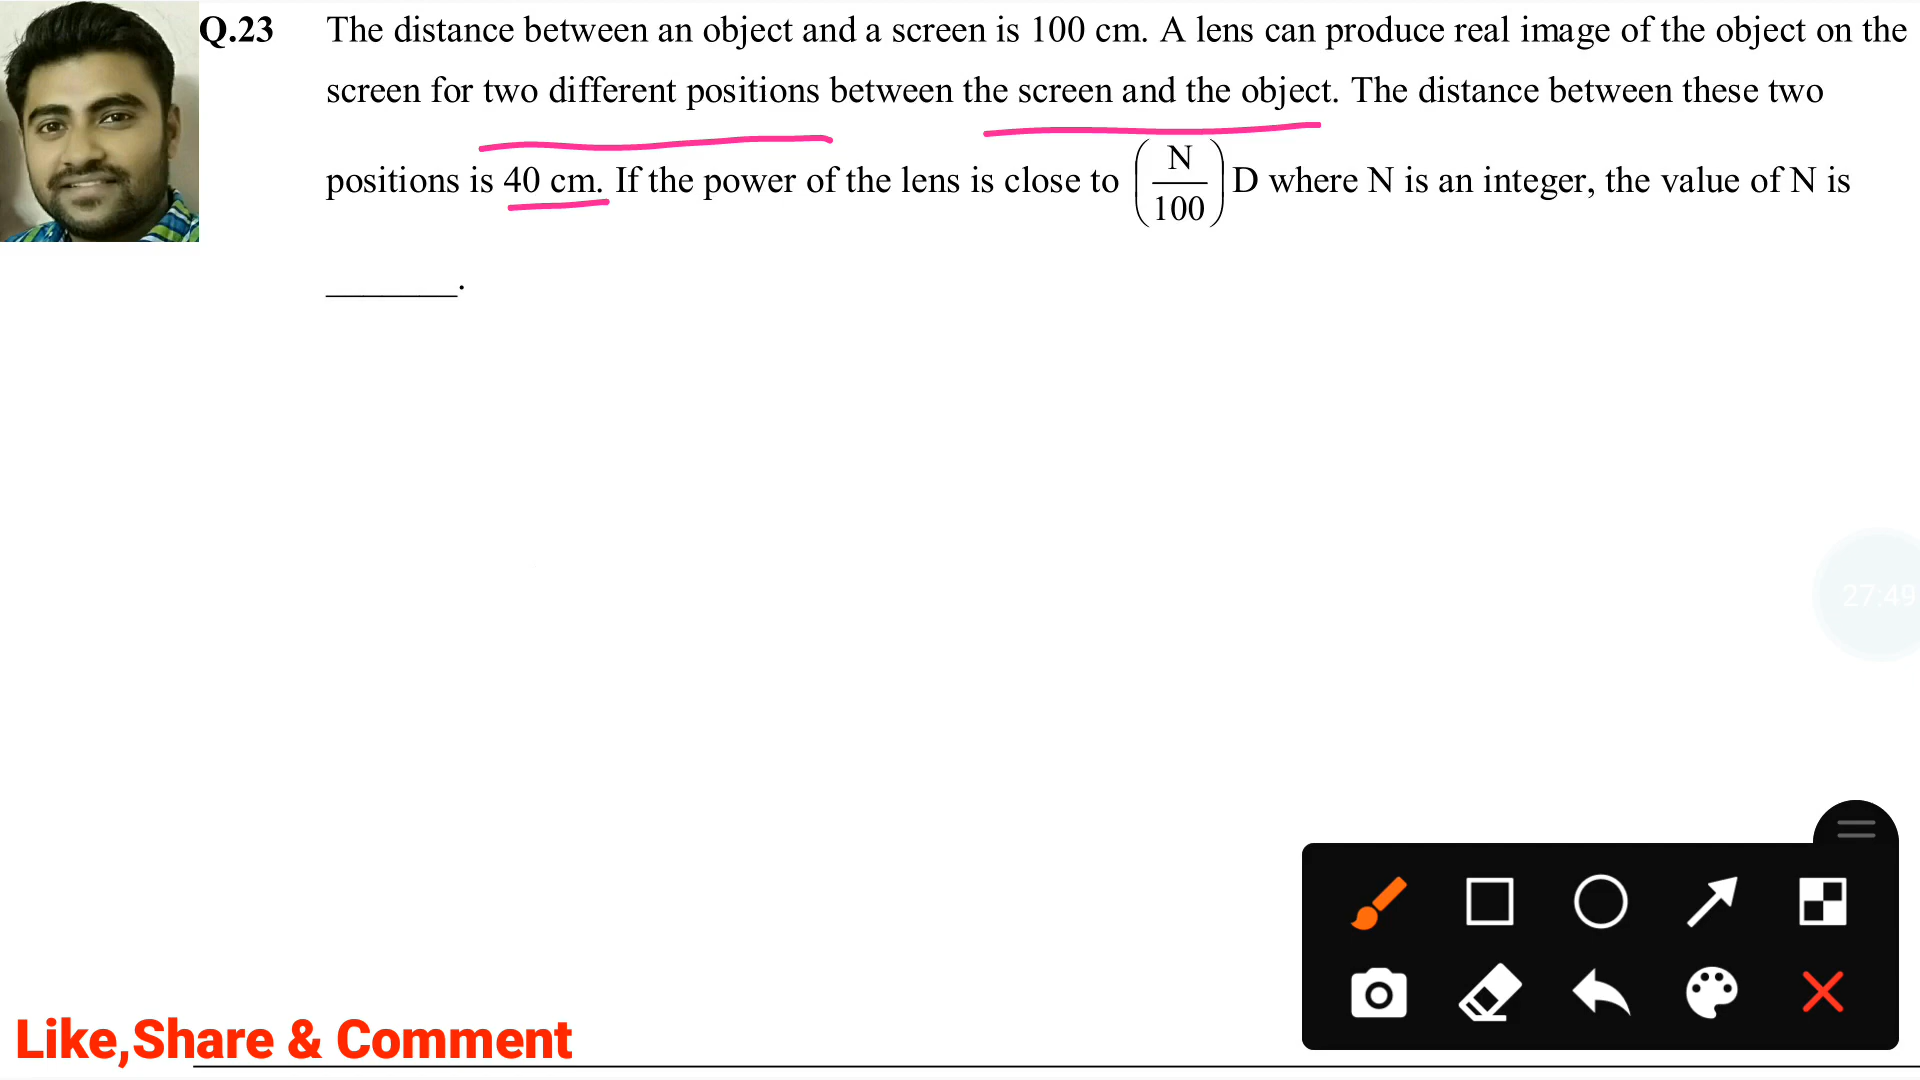 Q.23 The distance between an object and a screen is 100 cm. A lens can produce real image of the object on the
screen for two different positions between the screen and the object. The distance between these two
positions is 40 cm. If the power of the lens is close to (N/100) D where N is an integer, the value of N is
_______.
27:49
Like,Share & Comment